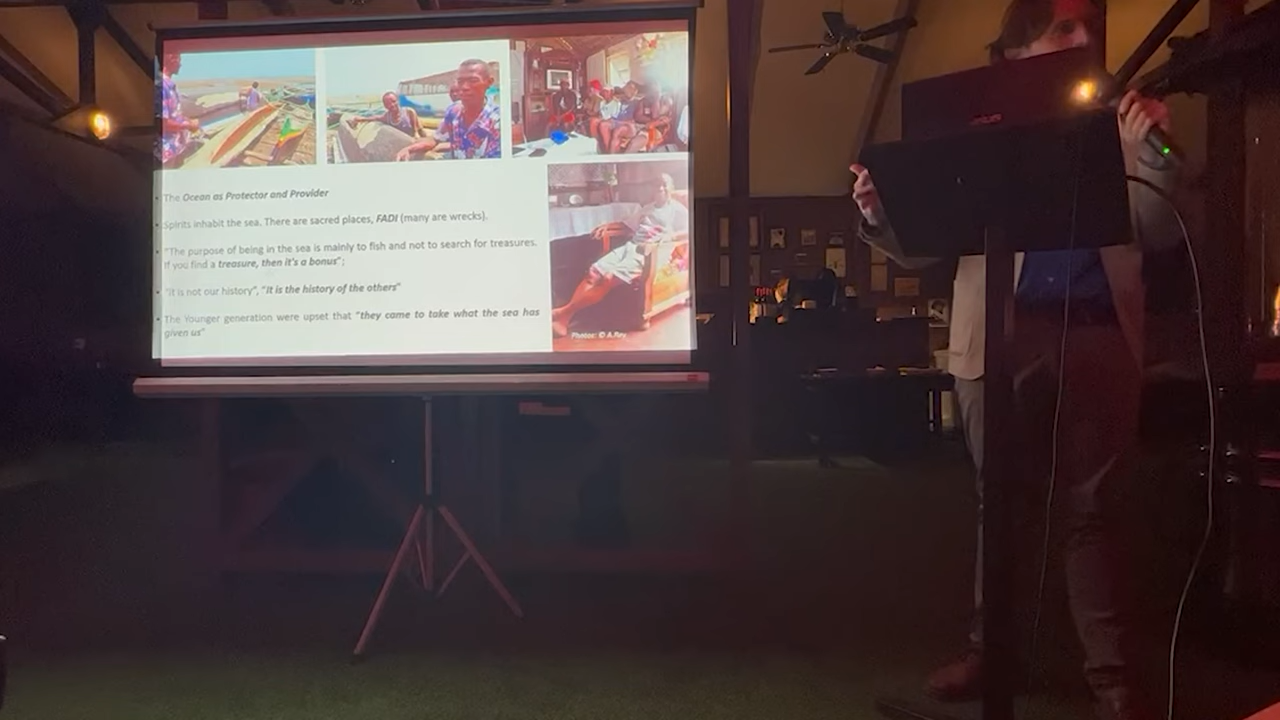 • The Ocean as Protector and Provider
• Spirits inhabit the sea. There are sacred places, FADI (many are wrecks).
• "The purpose of being in the sea is mainly to fish and not to search for treasures.
If you find a treasure, then it's a bonus";
• "It is not our history", "It is the history of the others"
• The Younger generation were upset that "they came to take what the sea has
given us"
Photos: © A.Rey